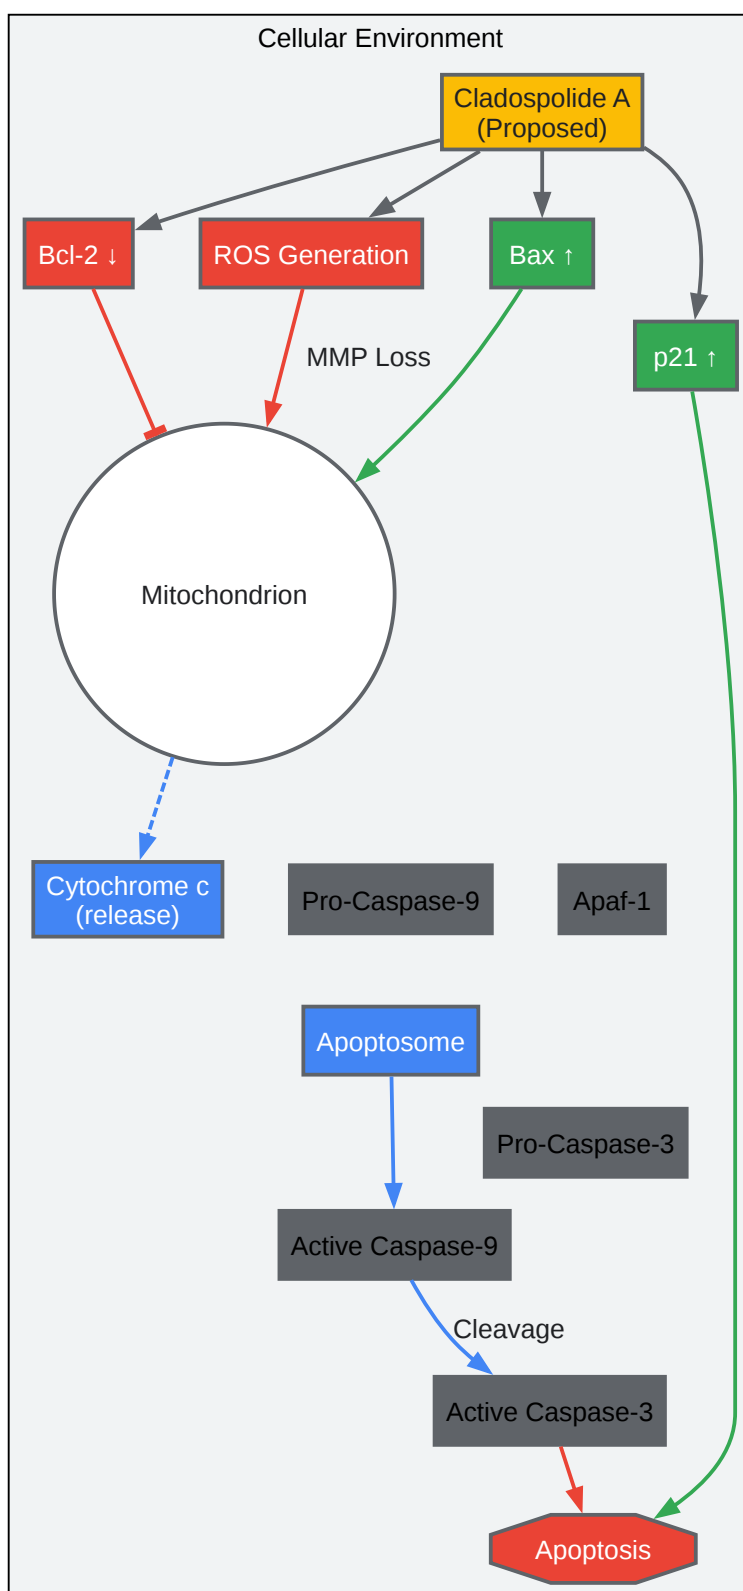 Cellular Environment
Cladospolide A
(Proposed)
Bcl-2 ↓
ROS Generation
Bax ↑
MMP Loss
p21 ↑
Mitochondrion
Cytochrome c
(release)
Pro-Caspase-9
Apaf-1
Apoptosome
Pro-Caspase-3
Active Caspase-9
Cleavage
Active Caspase-3
Apoptosis